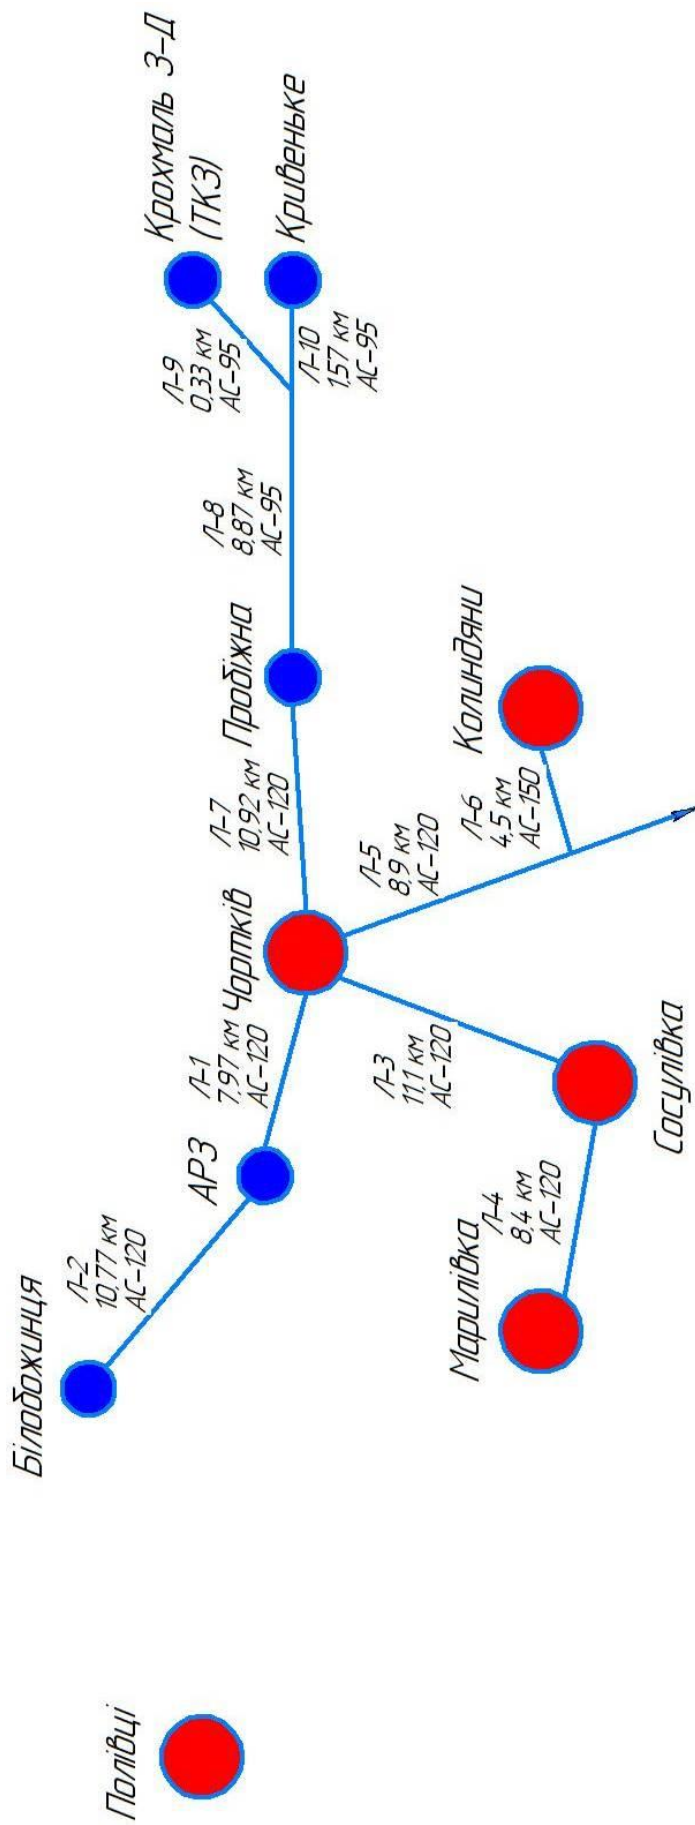 Полівці
Білобожинця
Л-2
10,77 км
АС-120
АРЗ
Л-1
7,97 км
АС-120
Чортків
Л-7
10,92 км
АС-120
Пробіжна
Л-8
8,87 км
АС-95
Л-9
0,33 км
АС-95
Крохмаль З-Д
(ТКЗ)
Л-10
1,57 км
АС-95
Кривеньке
Л-3
11,1 км
АС-120
Л-5
8,9 км
АС-120
Л-6
4,5 км
АС-150
Колиндяни
Марилівка
Л-4
8,4 км
АС-120
Сосулівка